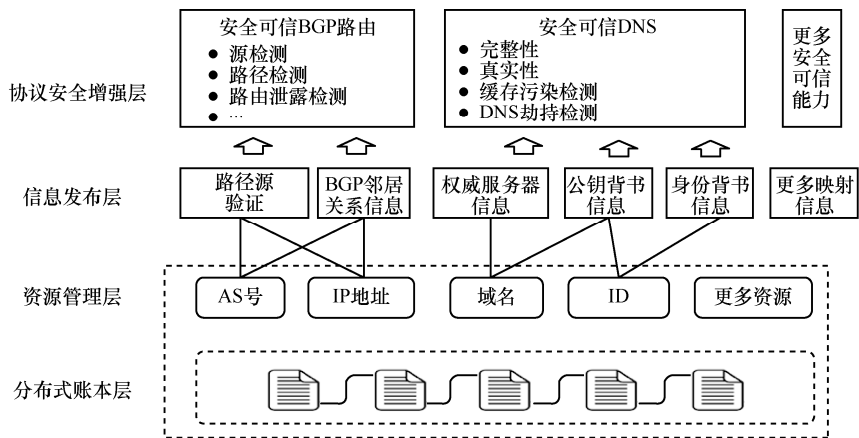 安全可信BGP路由
● 源检测
● 路径检测
● 路由泄露检测
● …
安全可信DNS
● 完整性
● 真实性
● 缓存污染检测
● DNS劫持检测
更多
安全
可信
能力
协议安全增强层
信息发布层
路径源
验证
BGP邻居
关系信息
权威服务器
信息
公钥背书
信息
身份背书
信息
更多映射
信息
资源管理层
AS号
IP地址
域名
ID
更多资源
分布式账本层